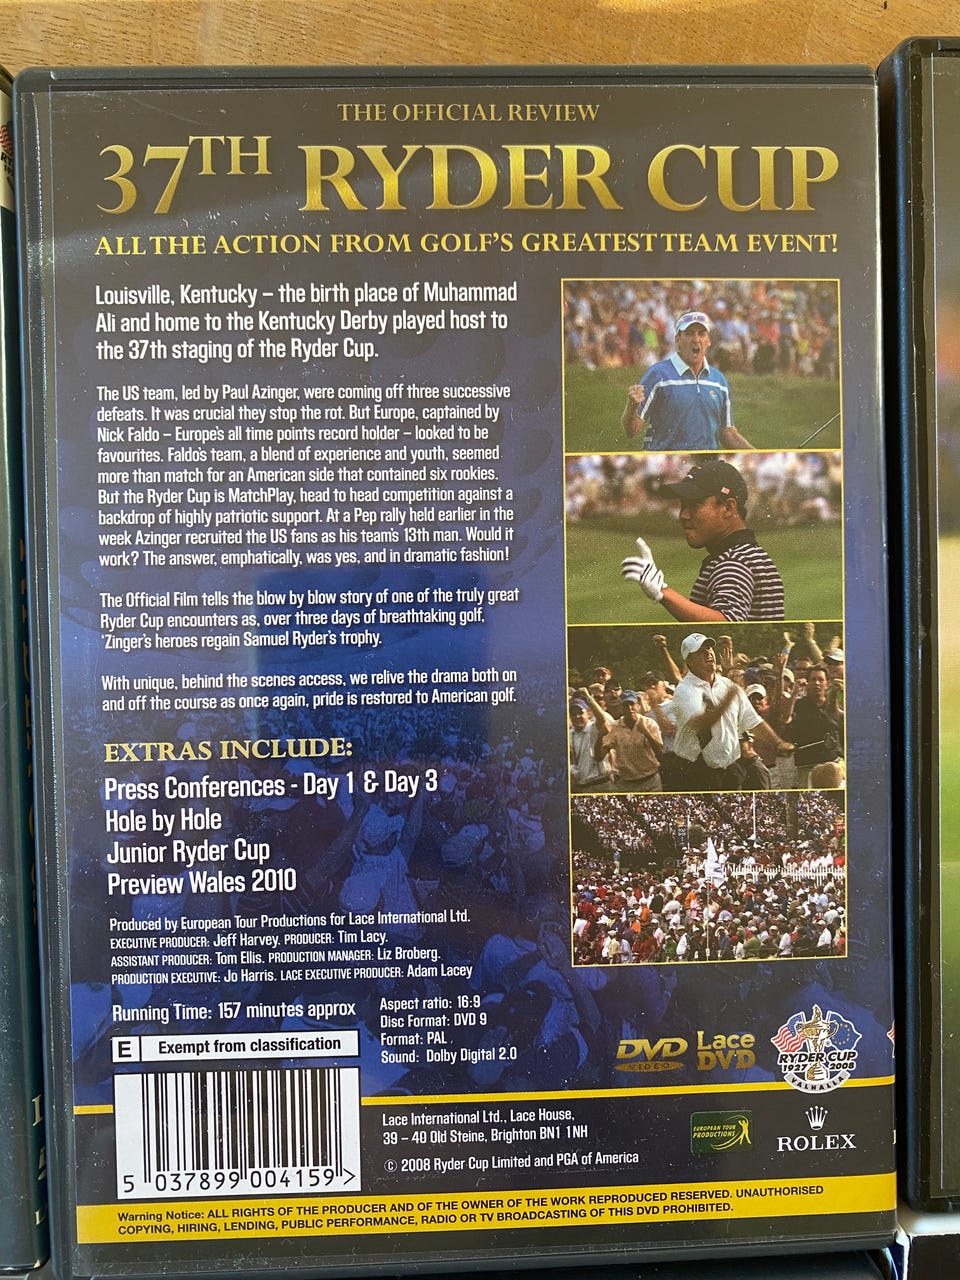 THE OFFICIAL REVIEW
37TH RYDER CUP
ALL THE ACTION FROM GOLF'S GREATEST TEAM EVENT!
Louisville, Kentucky – the birth place of Muhammad
Ali and home to the Kentucky Derby played host to
the 37th staging of the Ryder Cup.
The US team, led by Paul Azinger, were coming off three successive
defeats. It was crucial they stop the rot. But Europe, captained by
Nick Faldo – Europe's all time points record holder – looked to be
favourites. Faldo's team, a blend of experience and youth, seemed
more than match for an American side that contained six rookies.
But the Ryder Cup is MatchPlay, head to head competition against a
backdrop of highly patriotic support. At a Pep rally held earlier in the
week Azinger recruited the US fans as his team's 13th man. Would it
work? The answer, emphatically, was yes, and in dramatic fashion!
The Official Film tells the blow by blow story of one of the truly great
Ryder Cup encounters as, over three days of breathtaking golf,
'Zinger's heroes regain Samuel Ryder's trophy.
With unique, behind the scenes access, we relive the drama both on
and off the course as once again, pride is restored to American golf.
EXTRAS INCLUDE:
Press Conferences - Day 1 & Day 3
Hole by Hole
Junior Ryder Cup
Preview Wales 2010
Produced by European Tour Productions for Lace International Ltd.
EXECUTIVE PRODUCER: Jeff Harvey. PRODUCER: Tim Lacy.
ASSISTANT PRODUCER: Tom Ellis. PRODUCTION MANAGER: Liz Broberg.
PRODUCTION EXECUTIVE: Jo Harris. LACE EXECUTIVE PRODUCER: Adam Lacey
Running Time: 157 minutes approx
Aspect ratio: 16:9
Disc Format: DVD 9
Format: PAL
Sound: Dolby Digital 2.0
E Exempt from classification
DVD VIDEO
Lace DVD
RYDER CUP
1927 2008
VALHALLA
5 037899 004159 >
Lace International Ltd., Lace House,
39 – 40 Old Steine, Brighton BN1 1NH
© 2008 Ryder Cup Limited and PGA of America
EUROPEAN TOUR
PRODUCTIONS
ROLEX
Warning Notice: ALL RIGHTS OF THE PRODUCER AND OF THE OWNER OF THE WORK REPRODUCED RESERVED. UNAUTHORISED
COPYING, HIRING, LENDING, PUBLIC PERFORMANCE, RADIO OR TV BROADCASTING OF THIS DVD PROHIBITED.